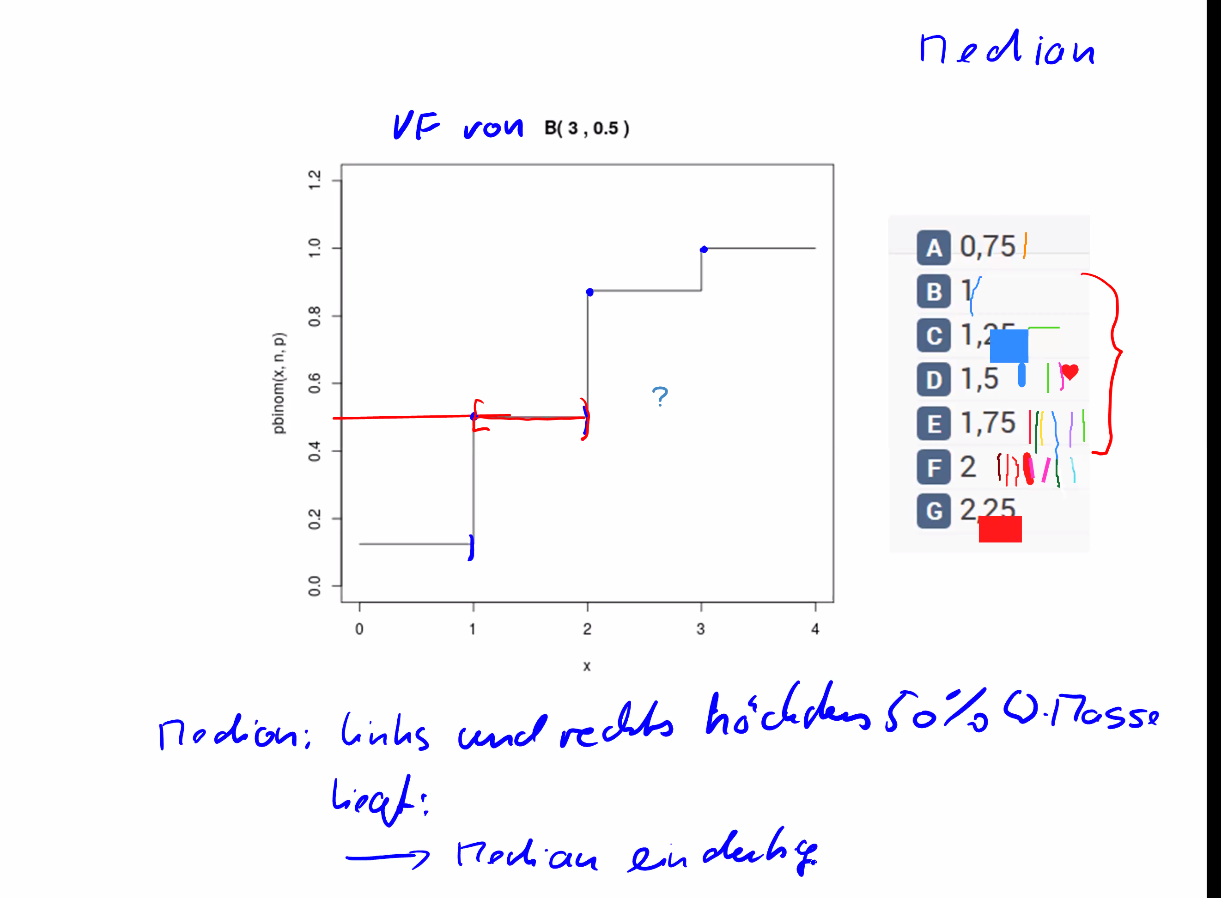 Median
VF von B( 3 , 0.5 )
1.2
1.0
0.8
0.6
0.4
0.2
0.0
pbinom(x, n, p)
0 1 2 3 4
x
?
A 0,75
B 1
C 1,25
D 1,5
E 1,75
F 2
G 2,25
Median: links und rechts höchstens 50% W.Masse
liegt:
→ Median eindeutig